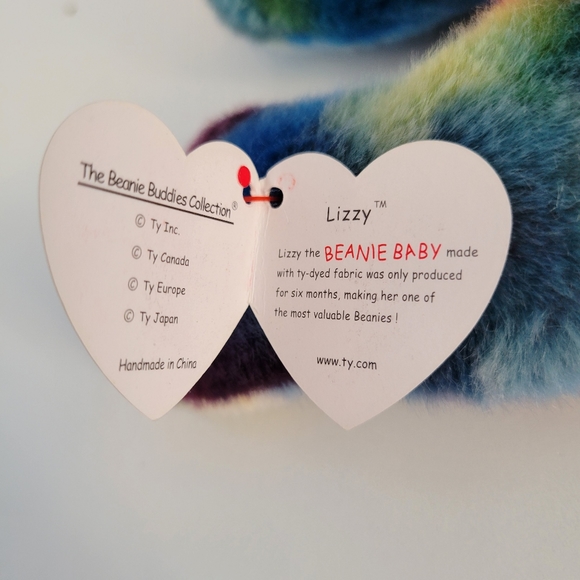 The Beanie Buddies Collection®
© Ty Inc.
© Ty Canada
© Ty Europe
© Ty Japan
Handmade in China
Lizzy™
Lizzy the BEANIE BABY made
with ty-dyed fabric was only produced
for six months, making her one of
the most valuable Beanies !
www.ty.com